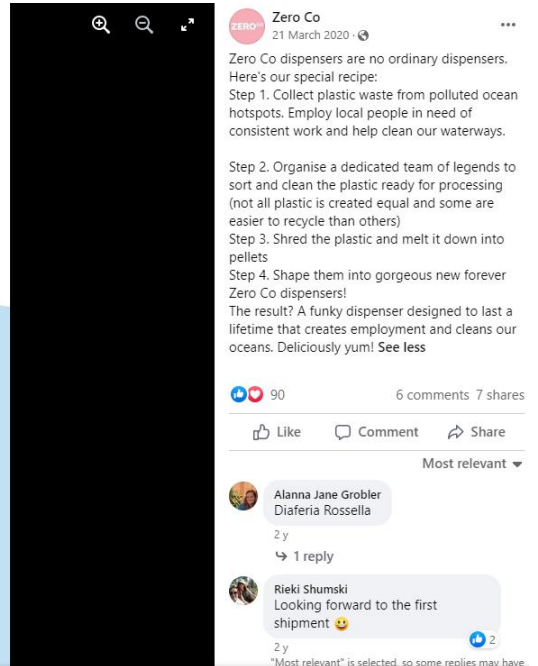 ZERO CO
Zero Co
21 March 2020 ·
Zero Co dispensers are no ordinary dispensers.
Here's our special recipe:
Step 1. Collect plastic waste from polluted ocean
hotspots. Employ local people in need of
consistent work and help clean our waterways.
Step 2. Organise a dedicated team of legends to
sort and clean the plastic ready for processing
(not all plastic is created equal and some are
easier to recycle than others)
Step 3. Shred the plastic and melt it down into
pellets
Step 4. Shape them into gorgeous new forever
Zero Co dispensers!
The result? A funky dispenser designed to last a
lifetime that creates employment and cleans our
oceans. Deliciously yum! See less
90 6 comments 7 shares
Like Comment Share
Most relevant
Alanna Jane Grobler
Diaferia Rossella
2 y
1 reply
Rieki Shumski
Looking forward to the first
shipment 😀
2
2 y
"Most relevant" is selected, so some replies may have